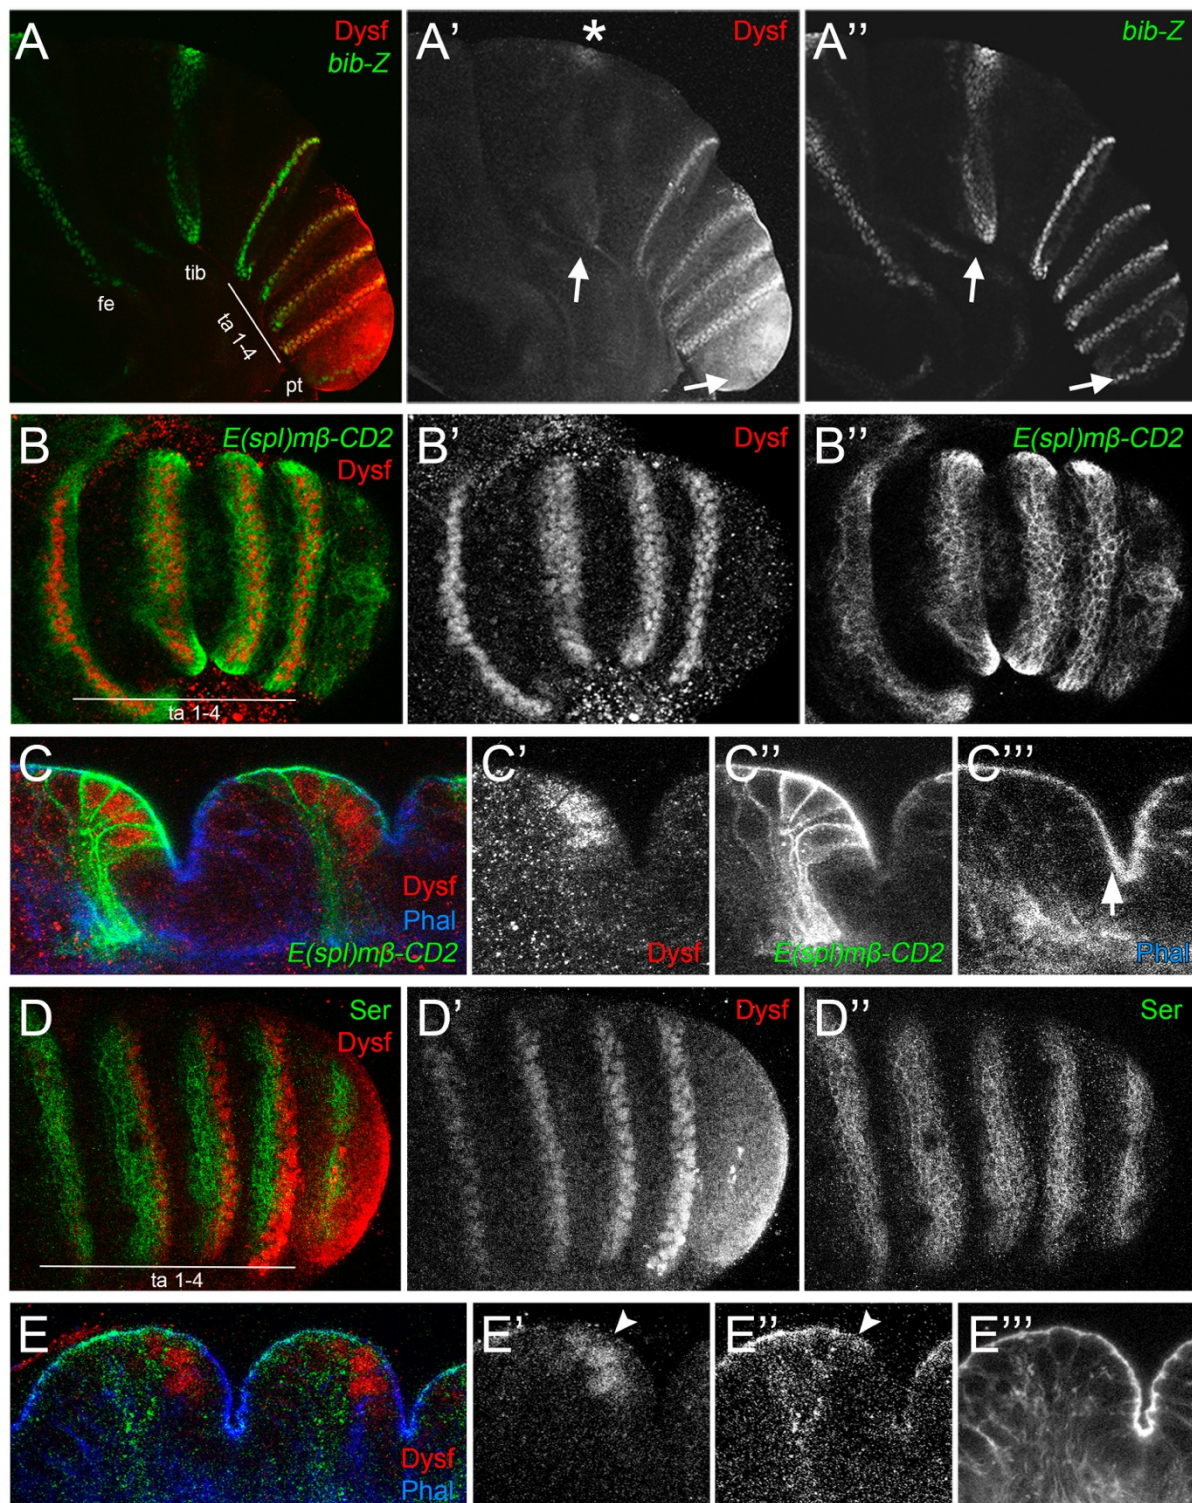 A Dysf
bib-Z
fe
tib
ta 1-4
pt
A' * Dysf
A'' bib-Z
B E(spl)mβ-CD2
Dysf
ta 1-4
B' Dysf
B'' E(spl)mβ-CD2
C
Dysf
Phal
E(spl)mβ-CD2
C'
Dysf
C''
E(spl)mβ-CD2
C'''
Phal
D Ser
Dysf
ta 1-4
D' Dysf
D'' Ser
E
Dysf
Phal
E'
E''
E'''